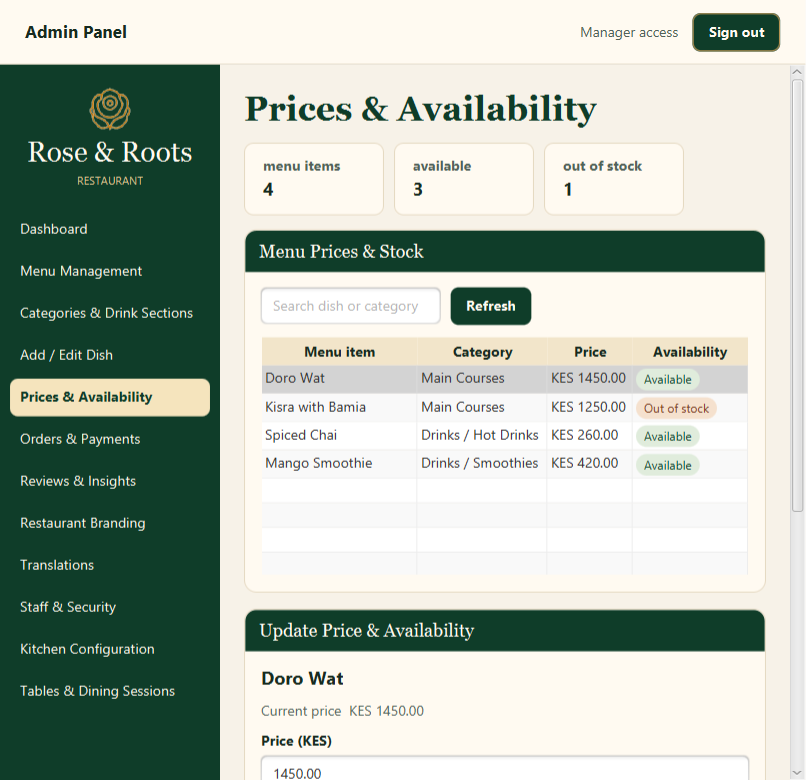 Admin Panel
Manager access
Sign out
Rose & Roots
RESTAURANT
Dashboard
Menu Management
Categories & Drink Sections
Add / Edit Dish
Prices & Availability
Orders & Payments
Reviews & Insights
Restaurant Branding
Translations
Staff & Security
Kitchen Configuration
Tables & Dining Sessions
Prices & Availability
menu items
4
available
3
out of stock
1
Menu Prices & Stock
Search dish or category
Refresh
Menu item Category Price Availability
Doro Wat Main Courses KES 1450.00 Available
Kisra with Bamia Main Courses KES 1250.00 Out of stock
Spiced Chai Drinks / Hot Drinks KES 260.00 Available
Mango Smoothie Drinks / Smoothies KES 420.00 Available
Update Price & Availability
Doro Wat
Current price KES 1450.00
Price (KES)
1450.00